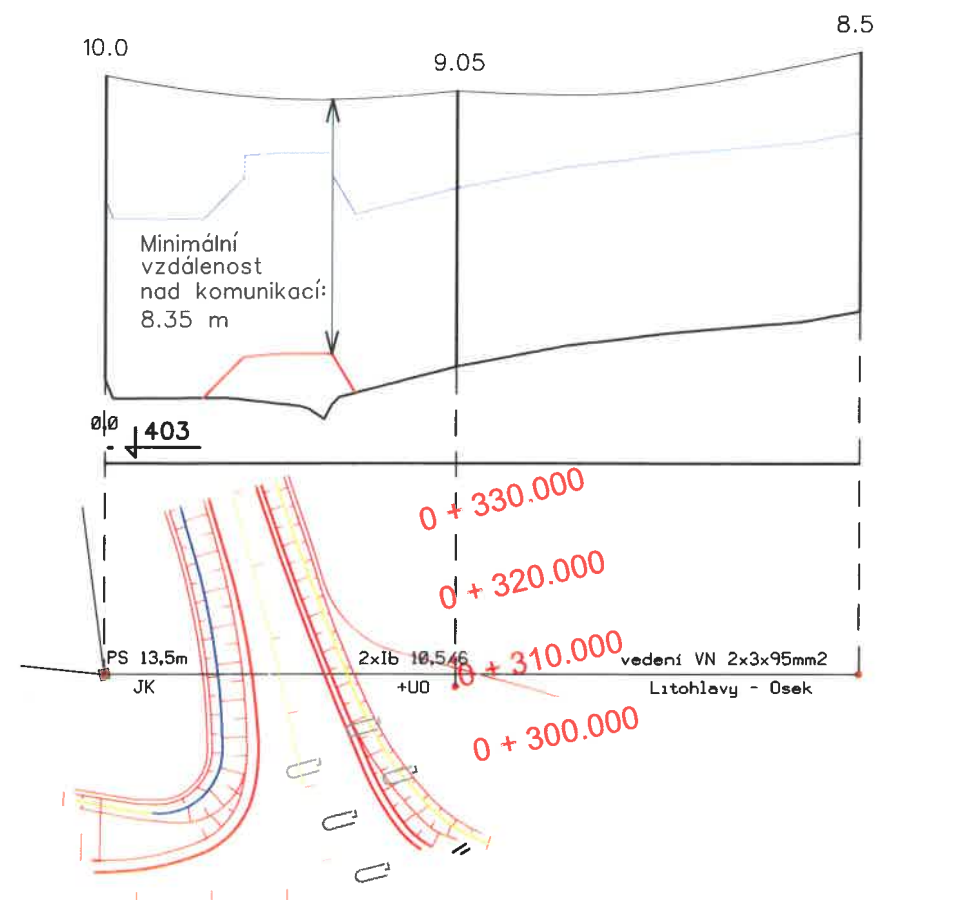 8.5
10.0
9.05
Minimální
vzdálenost
nad komunikací:
8.35 m
0,0
403
0 + 330.000
0 + 320.000
0 + 310.000
PS 13,5m
2xIb 10,546
vedení VN 2x3x95mm2
JK
+UO
Litohlavy - Osek
0 + 300.000